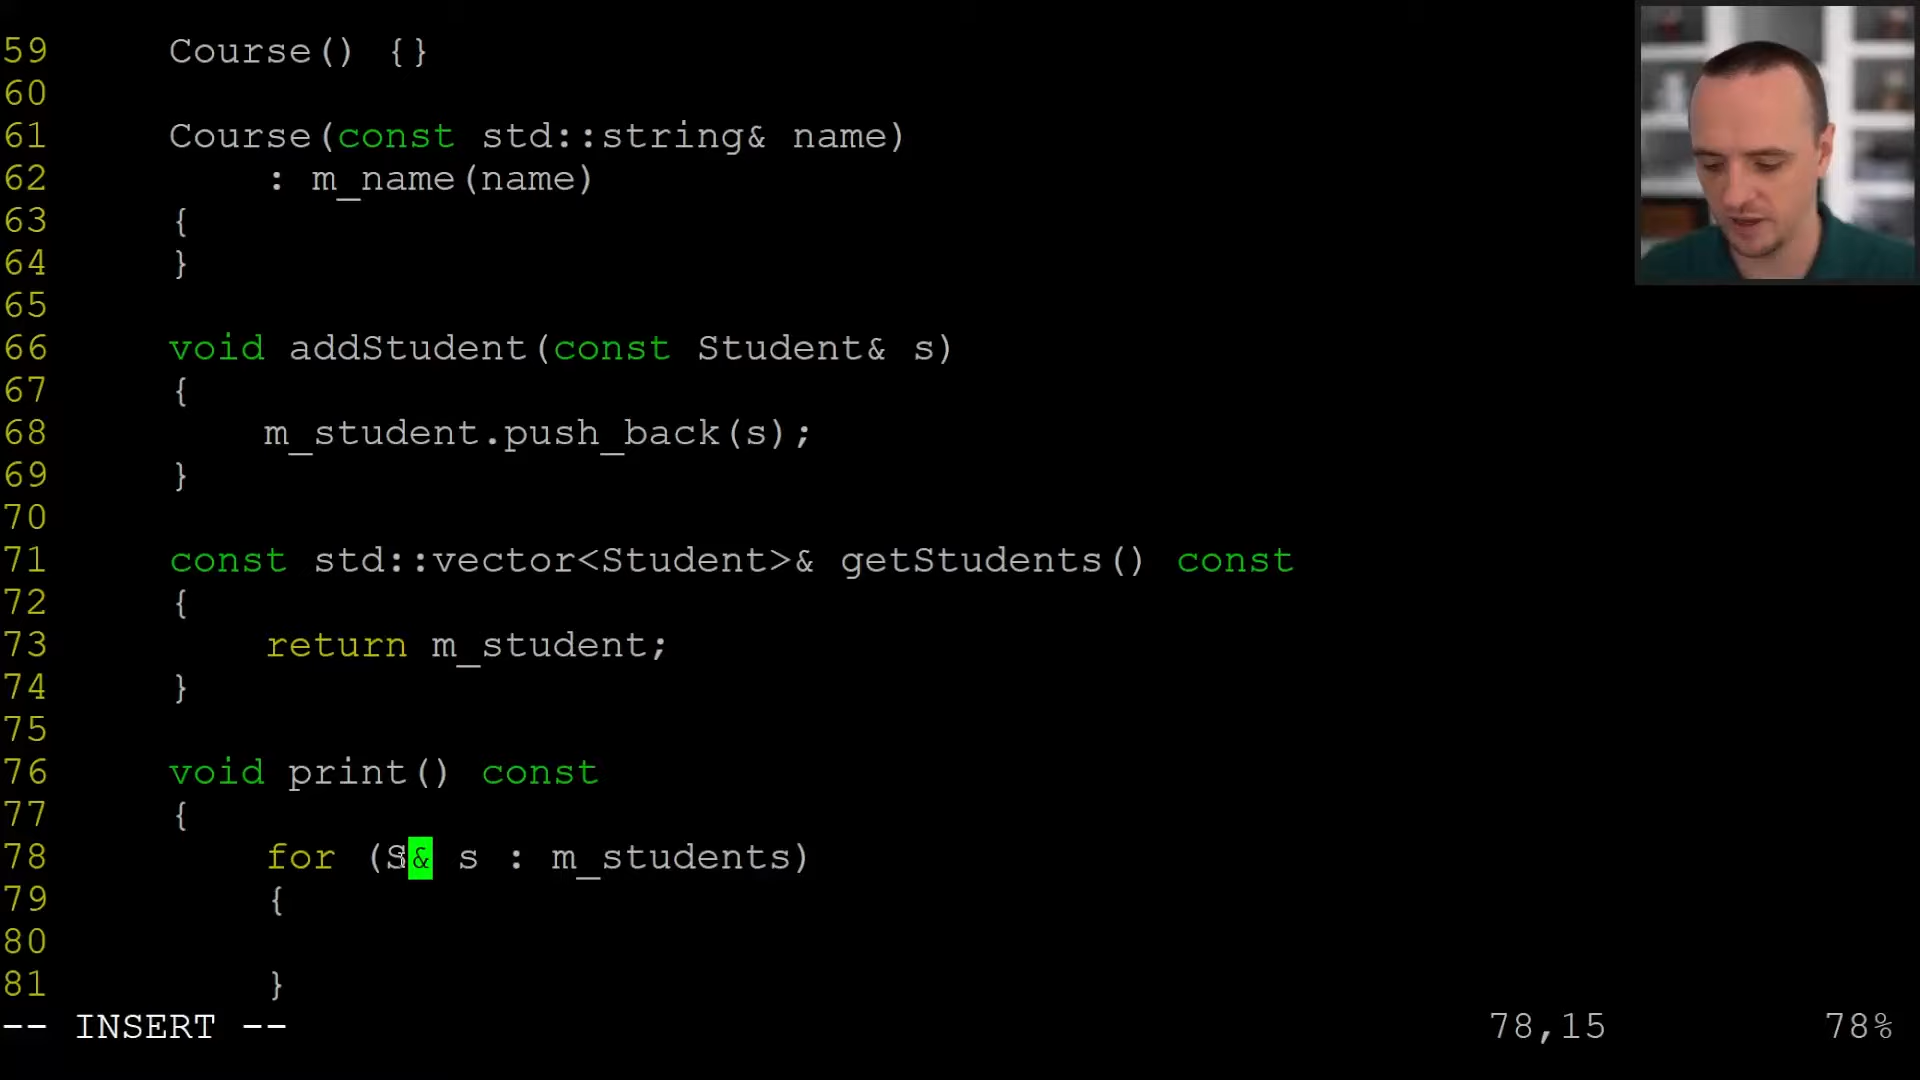 59     Course() {}
60
61     Course(const std::string& name)
62         : m_name(name)
63     {
64     }
65
66     void addStudent(const Student& s)
67     {
68         m_student.push_back(s);
69     }
70
71     const std::vector<Student>& getStudents() const
72     {
73         return m_student;
74     }
75
76     void print() const
77     {
78         for (S& s : m_students)
79         {
80
81         }
-- INSERT -- 78,15 78%